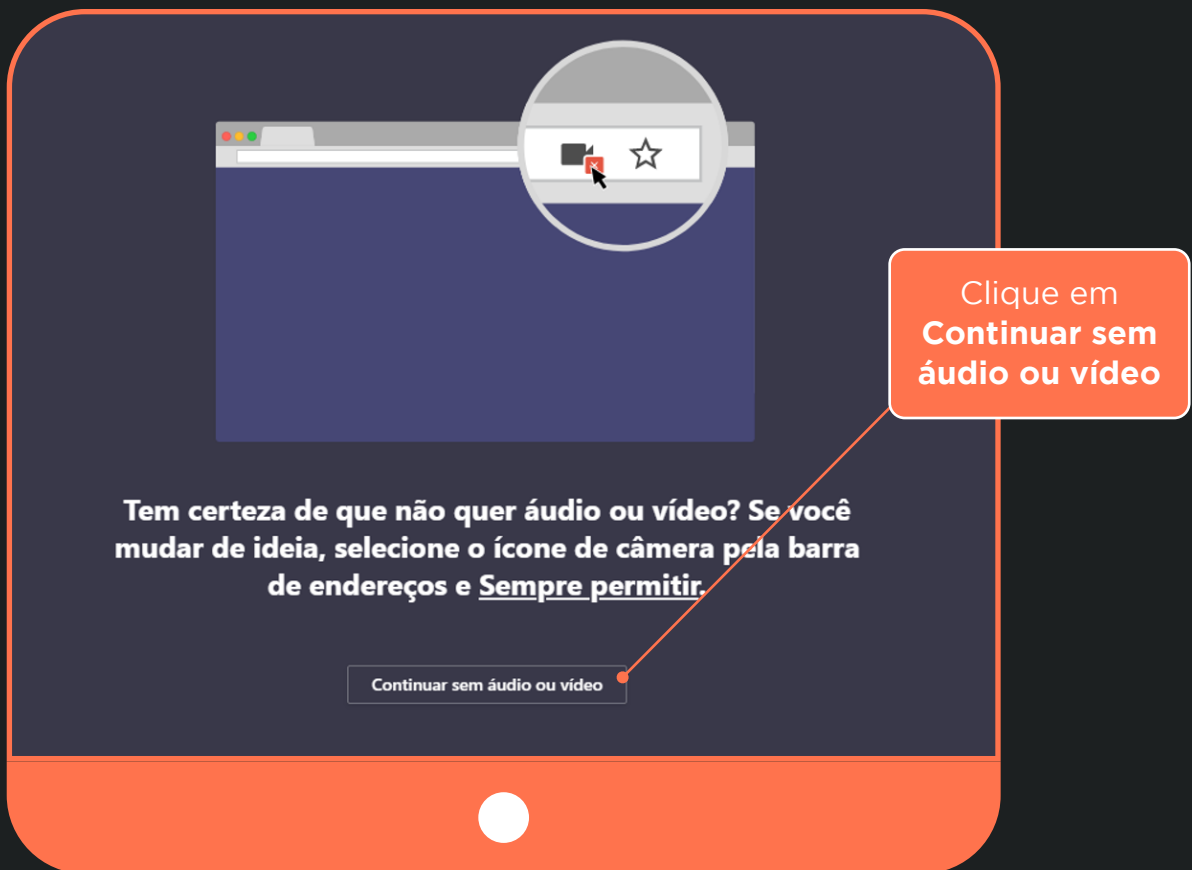 Clique em
Continuar sem
áudio ou vídeo
Tem certeza de que não quer áudio ou vídeo? Se você
mudar de ideia, selecione o ícone de câmera pela barra
de endereços e Sempre permitir.
Continuar sem áudio ou vídeo